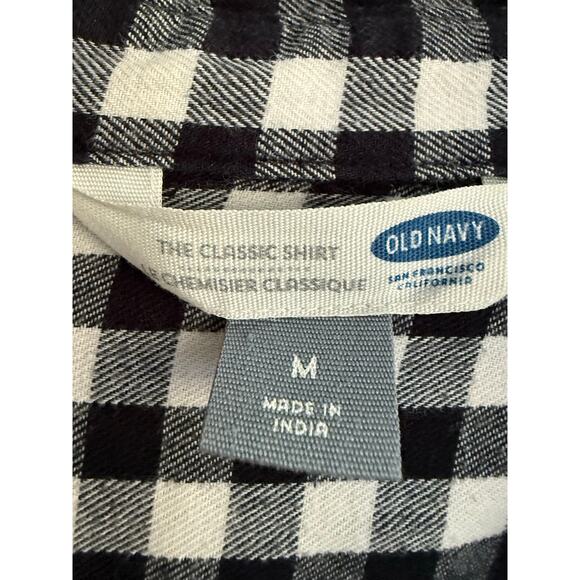 THE CLASSIC SHIRT
LE CHEMISIER CLASSIQUE
OLD NAVY
SAN FRANCISCO
CALIFORNIA
M
MADE IN
INDIA